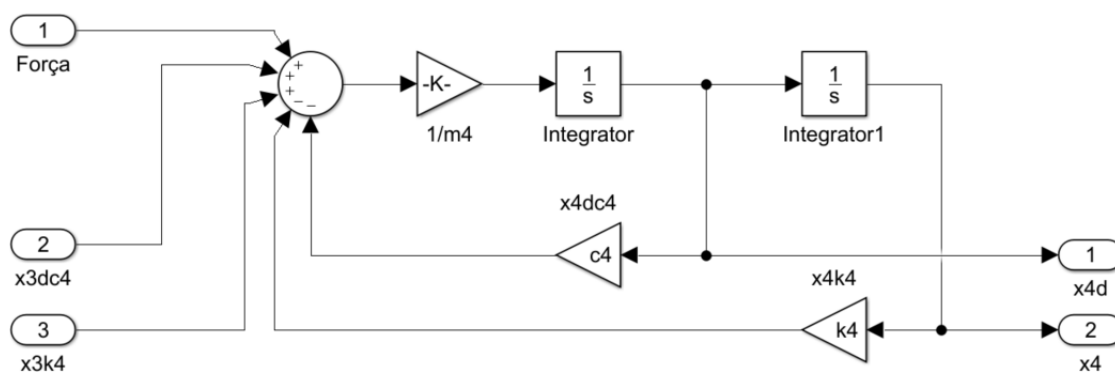 1
Força
+
+
+
−
−
-K-
1/m4
1
s
Integrator
1
s
Integrator1
x4dc4
c4
2
x3dc4
1
x4d
x4k4
k4
3
x3k4
2
x4